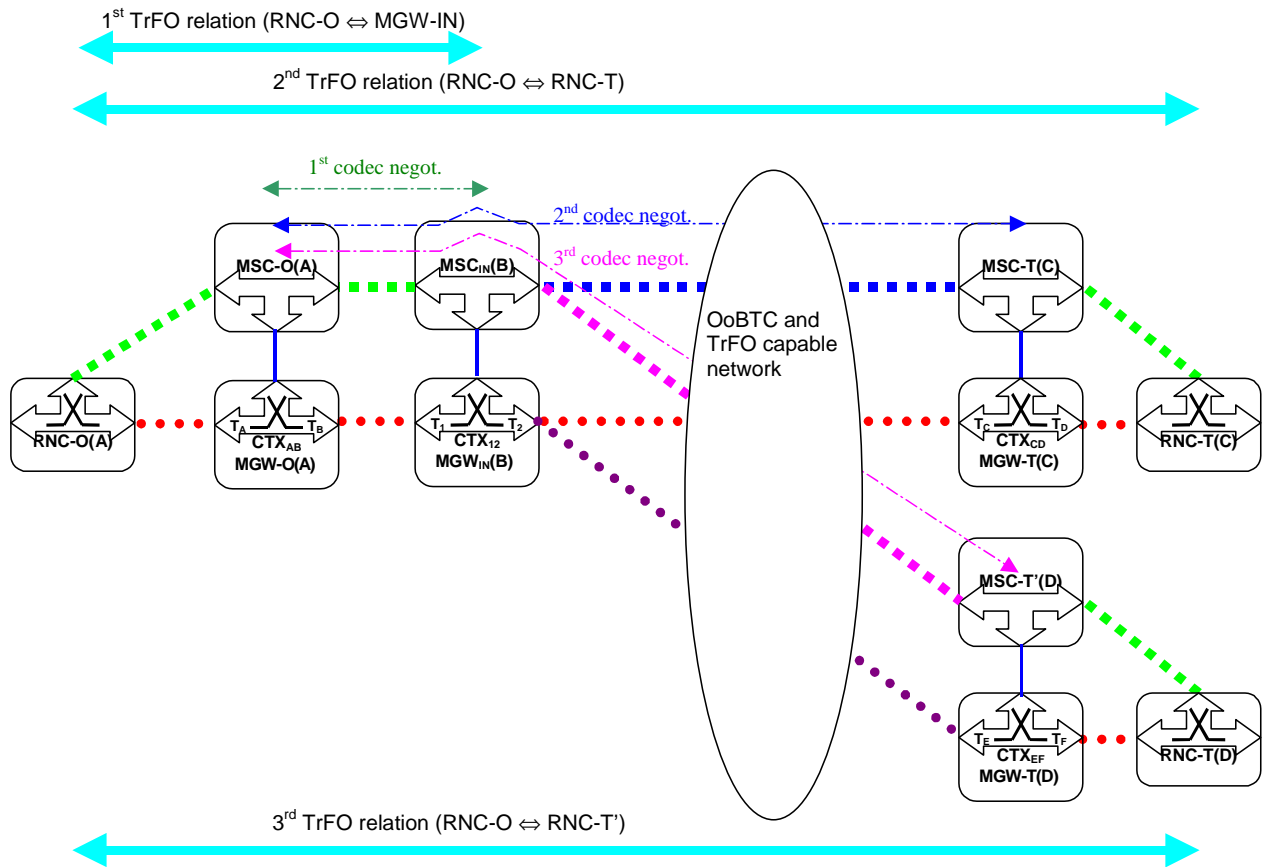 1st TrFO relation (RNC-O ⇔ MGW-IN)
2nd TrFO relation (RNC-O ⇔ RNC-T)
1st codec negot.
2nd codec negot.
3rd codec negot.
MSC-O(A)
MSCIN(B)
MSC-T(C)
OoBTC and
TrFO capable
network
RNC-O(A)
TA
TB
CTXAB
MGW-O(A)
T1
T2
CTX12
MGWIN(B)
TC
TD
CTXCD
MGW-T(C)
RNC-T(C)
MSC-T’(D)
TE
TF
CTXEF
MGW-T(D)
RNC-T(D)
3rd TrFO relation (RNC-O ⇔ RNC-T’)